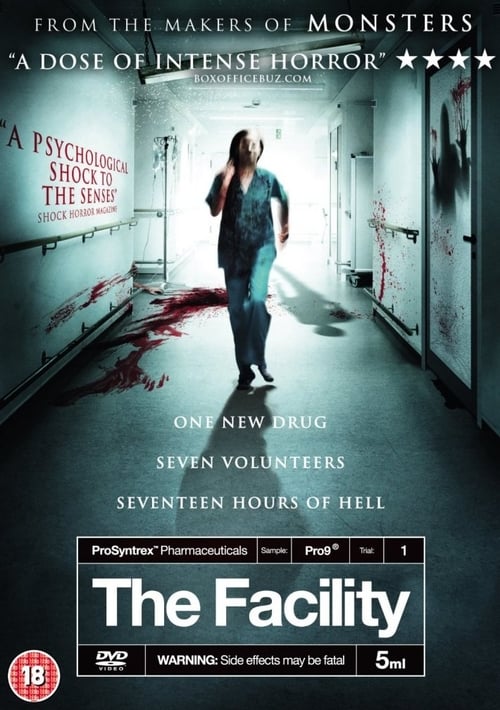 FROM THE MAKERS OF MONSTERS
"A DOSE OF INTENSE HORROR" ★★★★
BOXOFFICEBUZ.COM
"A PSYCHOLOGICAL
SHOCK TO
THE SENSES"
SHOCK HORROR MAGAZINE
ONE NEW DRUG
SEVEN VOLUNTEERS
SEVENTEEN HOURS OF HELL
ProSyntrex™ Pharmaceuticals Sample: Pro9® Trial: 1
The Facility
DVD
VIDEO
WARNING: Side effects may be fatal 5ml
18